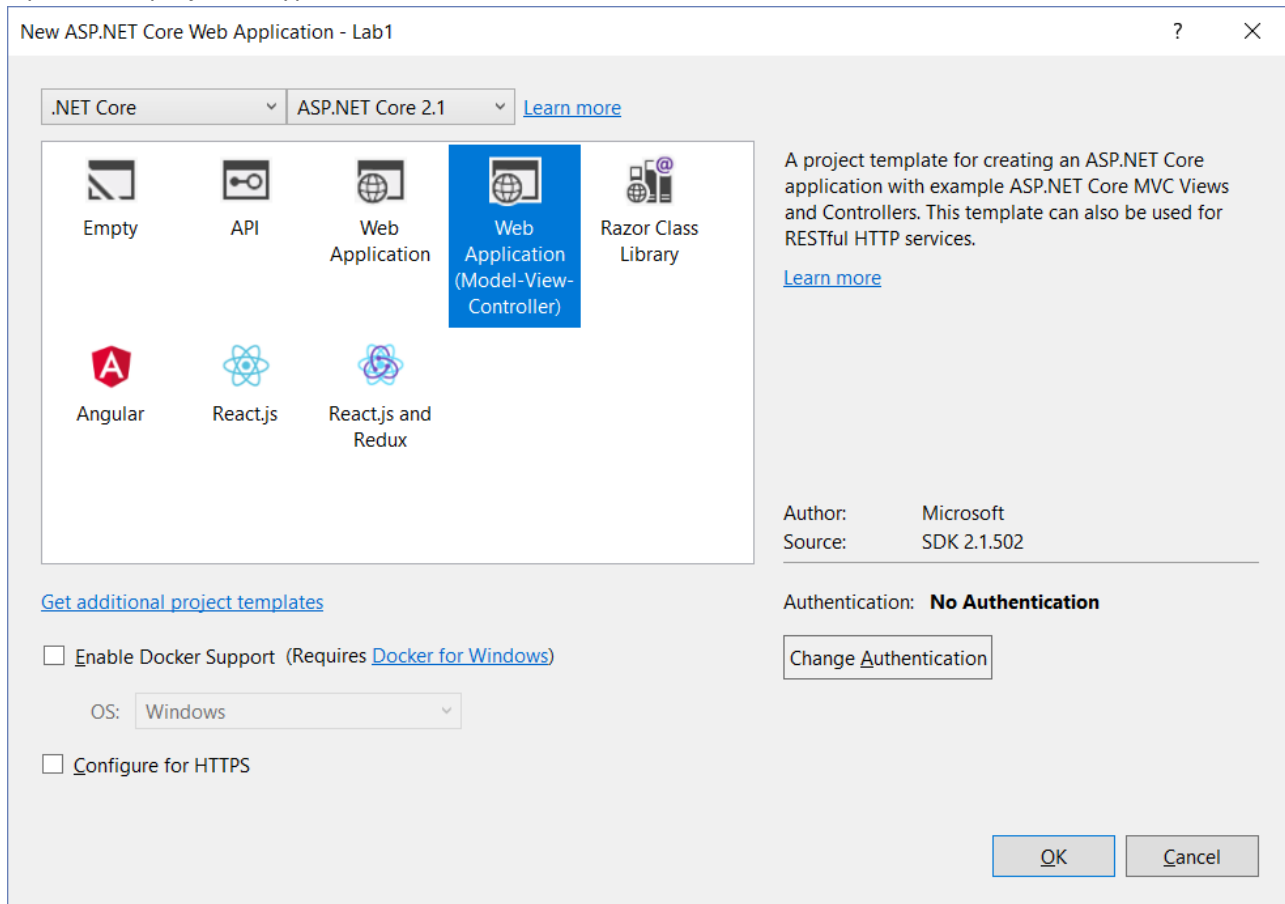 New ASP.NET Core Web Application - Lab1 ?
.NET Core ASP.NET Core 2.1 Learn more
Empty
API
Web
Application
Web
Application
(Model-View-
Controller)
Razor Class
Library
Angular
React.js
React.js and
Redux
A project template for creating an ASP.NET Core
application with example ASP.NET Core MVC Views
and Controllers. This template can also be used for
RESTful HTTP services.
Learn more
Author: Microsoft
Source: SDK 2.1.502
Get additional project templates
Authentication: No Authentication
Enable Docker Support (Requires Docker for Windows)
Change Authentication
OS: Windows
Configure for HTTPS
OK Cancel